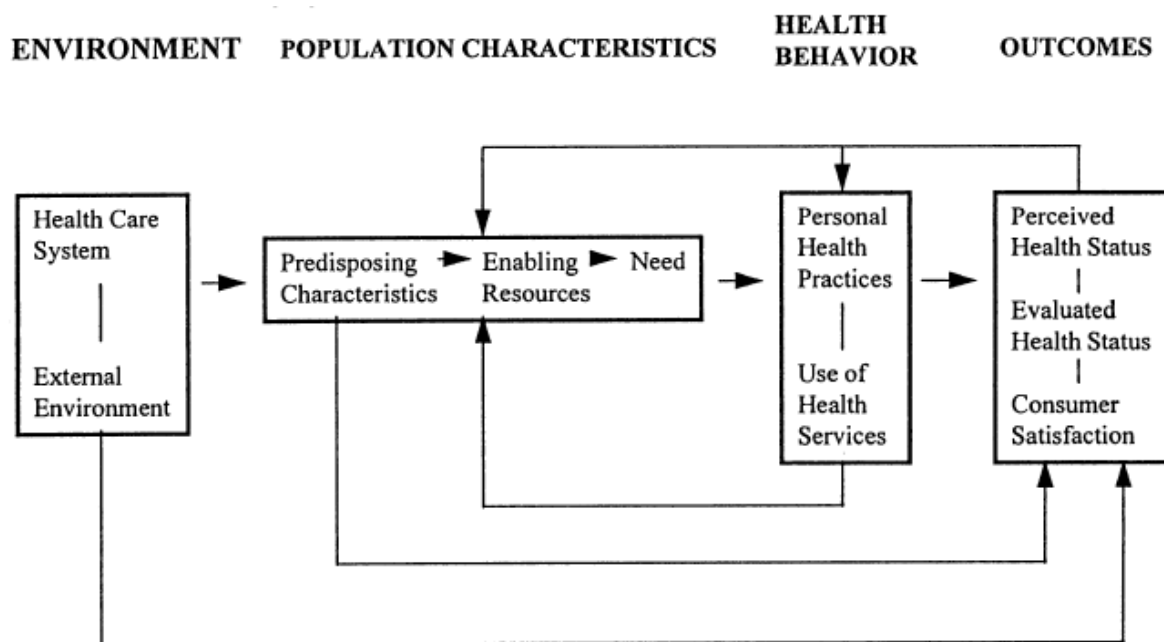 ENVIRONMENT
POPULATION CHARACTERISTICS
HEALTH
BEHAVIOR
OUTCOMES
Health Care
System
External
Environment
Predisposing
Characteristics
Enabling
Resources
Need
Personal
Health
Practices
Use of
Health
Services
Perceived
Health Status
Evaluated
Health Status
Consumer
Satisfaction